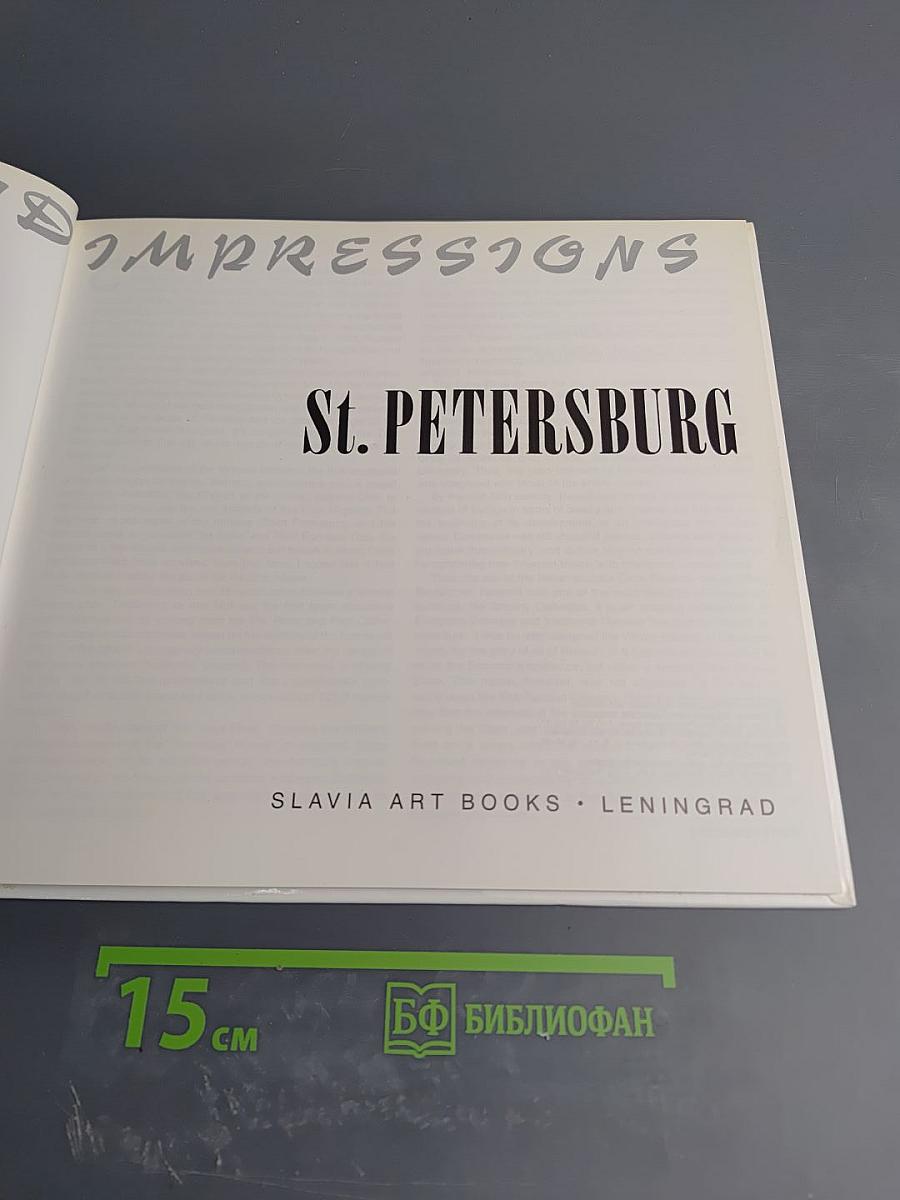 D IMPRESSIONS
St. PETERSBURG
SLAVIA ART BOOKS • LENINGRAD
15 см
БФ БИБЛИОФАН